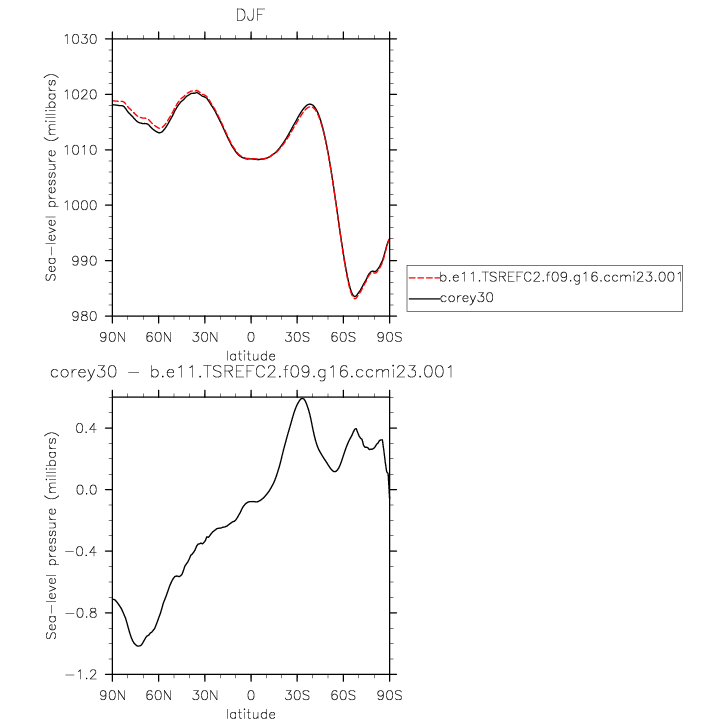 DJF
1030
1020
1010
1000
990
980
Sea-level pressure (millibars)
90N 60N 30N 0 30S 60S 90S
latitude
b.e11.TSREFC2.f09.g16.ccmi23.001
corey30
corey30 - b.e11.TSREFC2.f09.g16.ccmi23.001
0.4
0.0
-0.4
-0.8
-1.2
Sea-level pressure (millibars)
90N 60N 30N 0 30S 60S 90S
latitude